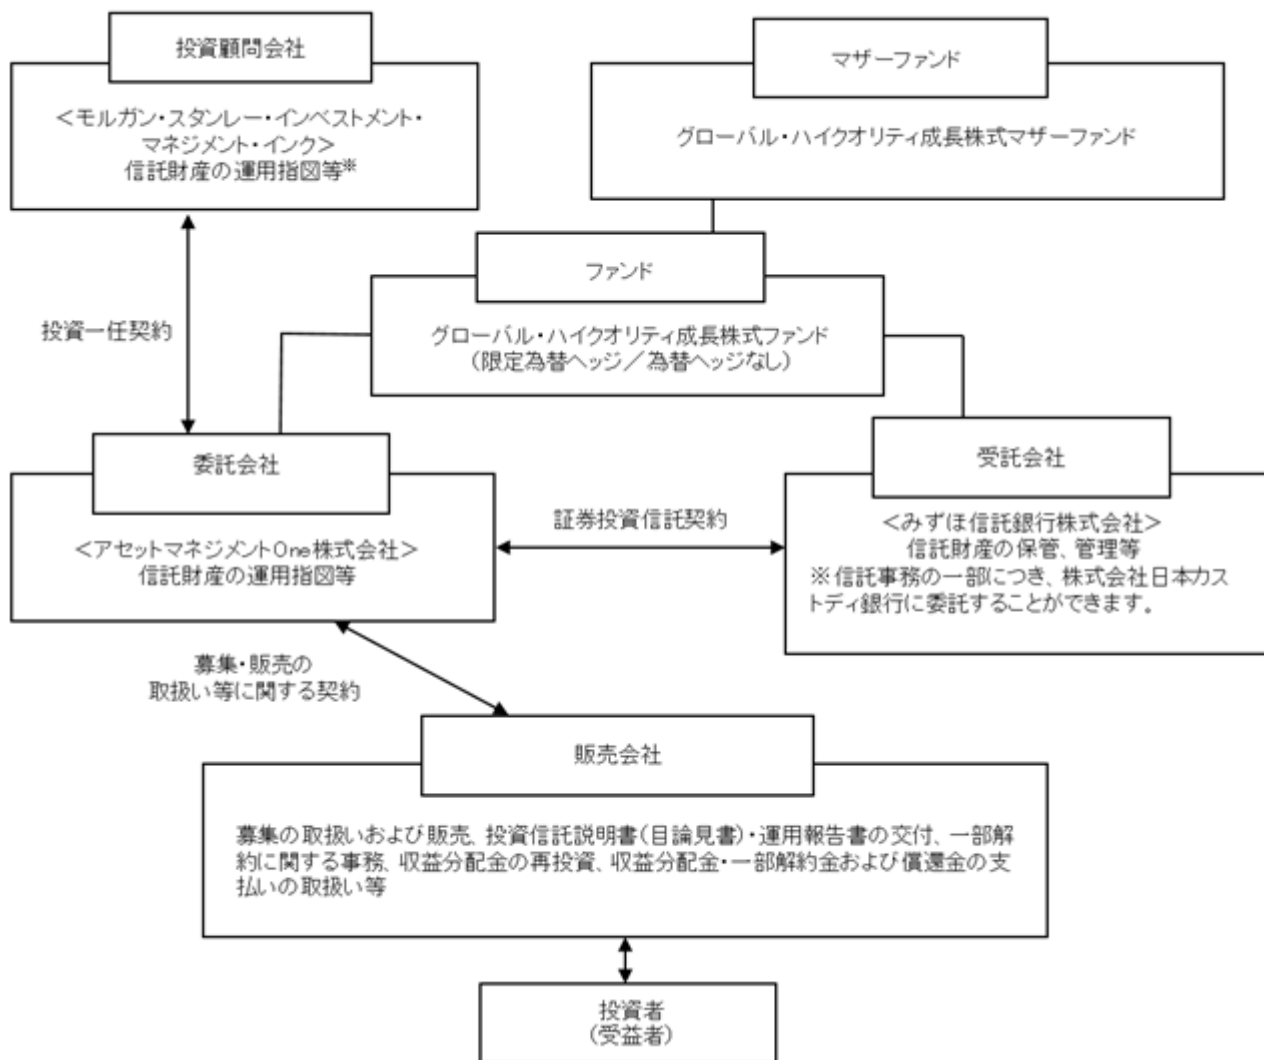 投資顧問会社
<モルガン・スタンレー・インベストメント・
マネジメント・インク>
信託財産の運用指図等※
マザーファンド
グローバル・ハイクオリティ成長株式マザーファンド
ファンド
グローバル・ハイクオリティ成長株式ファンド
(限定為替ヘッジ/為替ヘッジなし)
投資一任契約
委託会社
<アセットマネジメントOne株式会社>
信託財産の運用指図等
証券投資信託契約
受託会社
<みずほ信託銀行株式会社>
信託財産の保管、管理等
※信託事務の一部につき、株式会社日本カス
トディ銀行に委託することができます。
募集・販売の
取扱い等に関する契約
販売会社
募集の取扱いおよび販売、投資信託説明書(目論見書)・運用報告書の交付、一部解
約に関する事務、収益分配金の再投資、収益分配金・一部解約金および償還金の支
払いの取扱い等
投資者
(受益者)